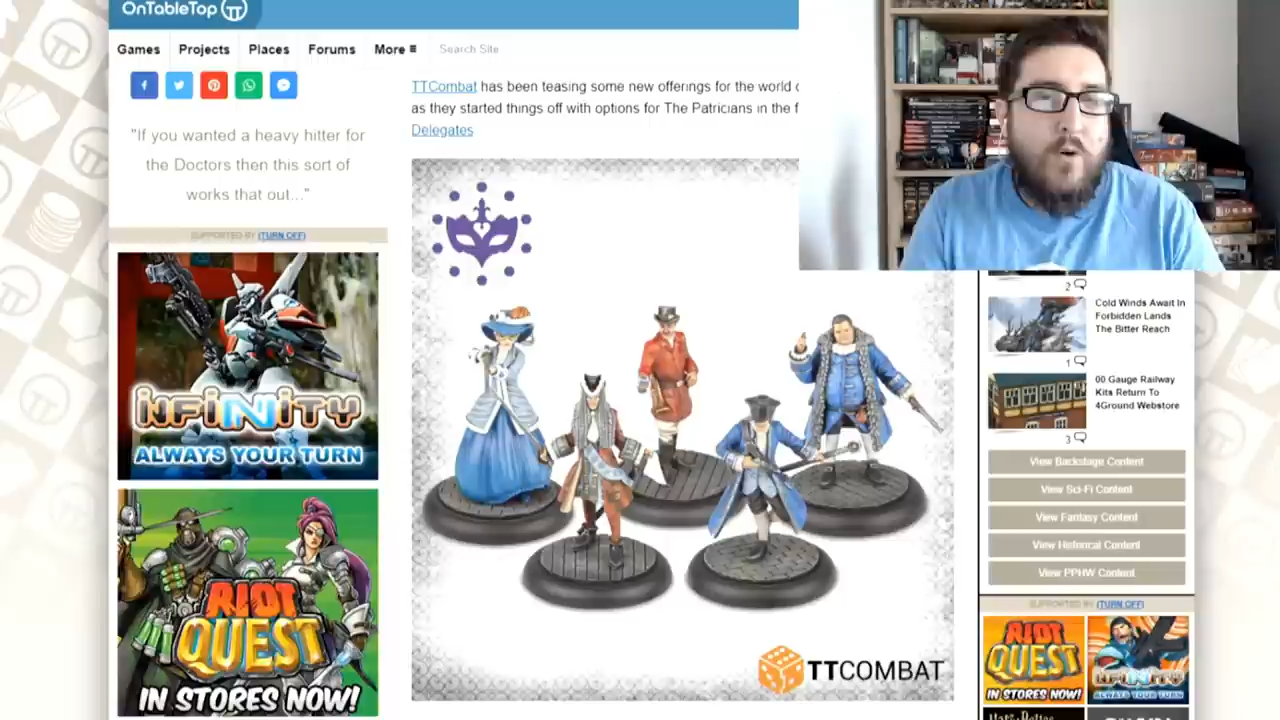 OnTableTop TT
Games Projects Places Forums More ≡ Search Site
"If you wanted a heavy hitter for
the Doctors then this sort of
works that out..."
SUPPORTED BY (TURN OFF)
INFINITY
ALWAYS YOUR TURN
RIOT
QUEST
IN STORES NOW!
TTCombat has been teasing some new offerings for the world
as they started things off with options for The Patricians in the f
Delegates
TTCOMBAT
2
Cold Winds Await In
Forbidden Lands
The Bitter Reach
1
00 Gauge Railway
Kits Return To
4Ground Webstore
3
View Backstage Content
View Sci-Fi Content
View Fantasy Content
View Historical Content
View PPHW Content
SUPPORTED BY (TURN OFF)
RIOT
QUEST
IN STORES NOW!
INFINITY
ALWAYS YOUR TURN